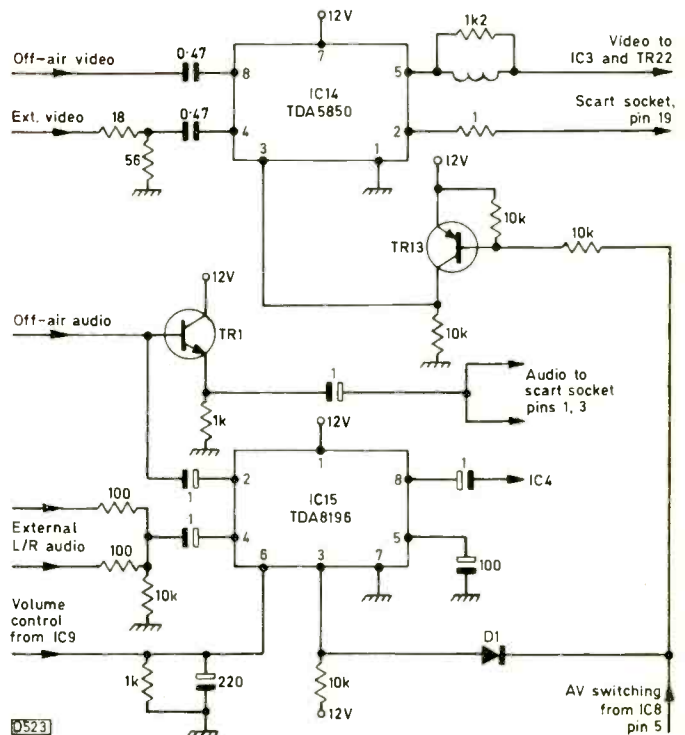 12V
1k2
Off-air video
0·47
8
7
IC14
TDA5850
5
Video to
IC3 and TR22
Ext. video
18
0·47
4
2
1
Scart socket,
pin 19
56
3
1
12V
10k
10k
TR13
10k
12V
Off-air audio
TR1
1
Audio to
scart socket
pins 1, 3
1k
12V
1
2
1
IC15
TDA8196
8
1
IC4
100
External
L/R audio
100
1
4
5
100
10k
6
3
7
Volume
control
from IC9
1k
220
10k
12V
D1
AV switching
from IC8
pin 5
D523